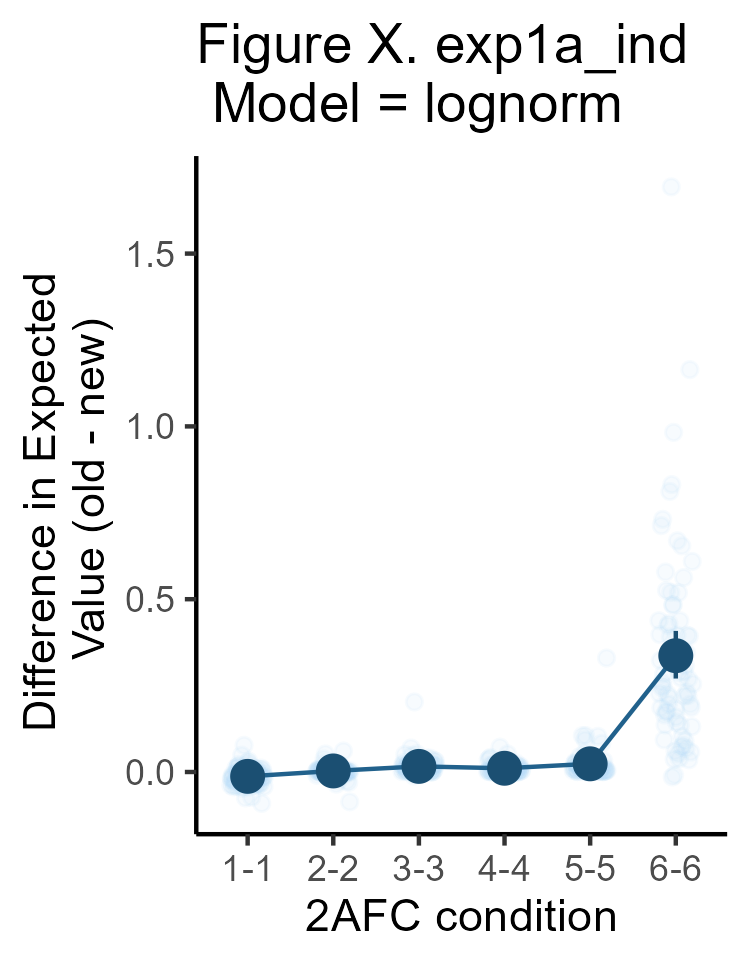 Figure X. exp1a_ind
Model = lognorm
Difference in Expected
Value (old - new)
1.5
1.0
0.5
0.0
1-1 2-2 3-3 4-4 5-5 6-6
2AFC condition